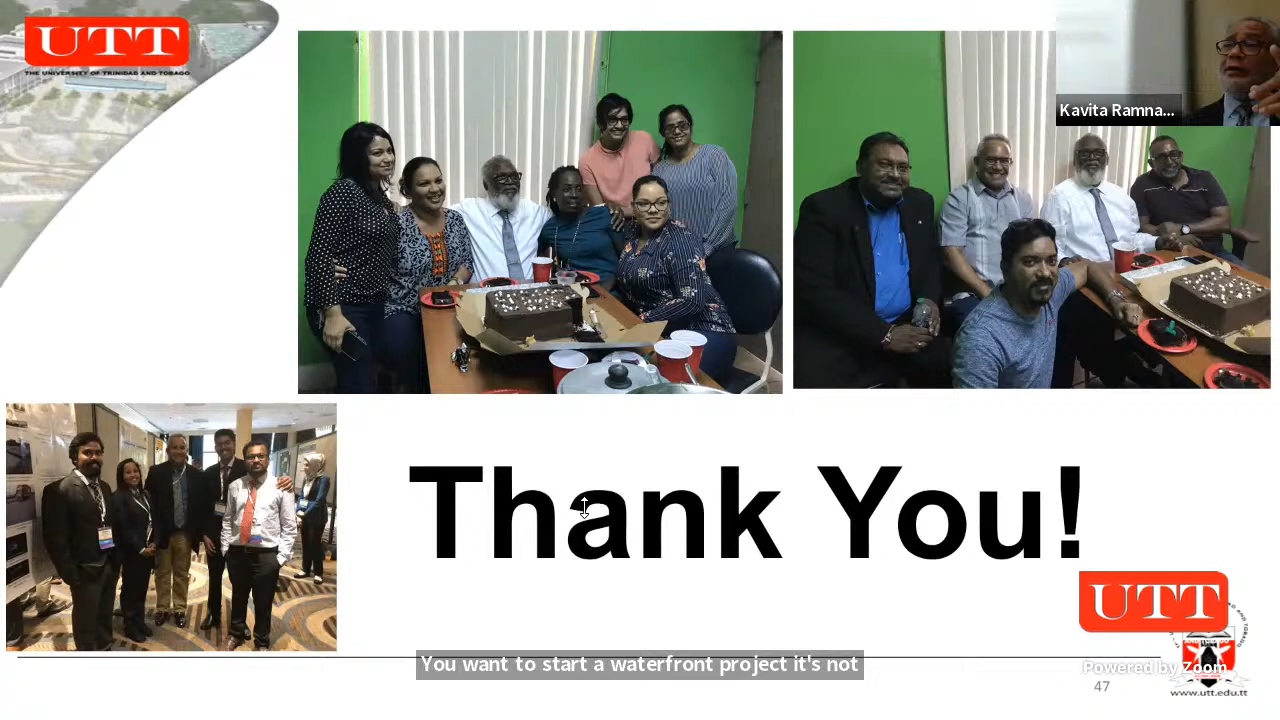 UTT
THE UNIVERSITY OF TRINIDAD AND TOBAGO
Kavita Ramna...
Thank You!
UTT
You want to start a waterfront project it's not
Powered by Zoom
47
www.utt.edu.tt